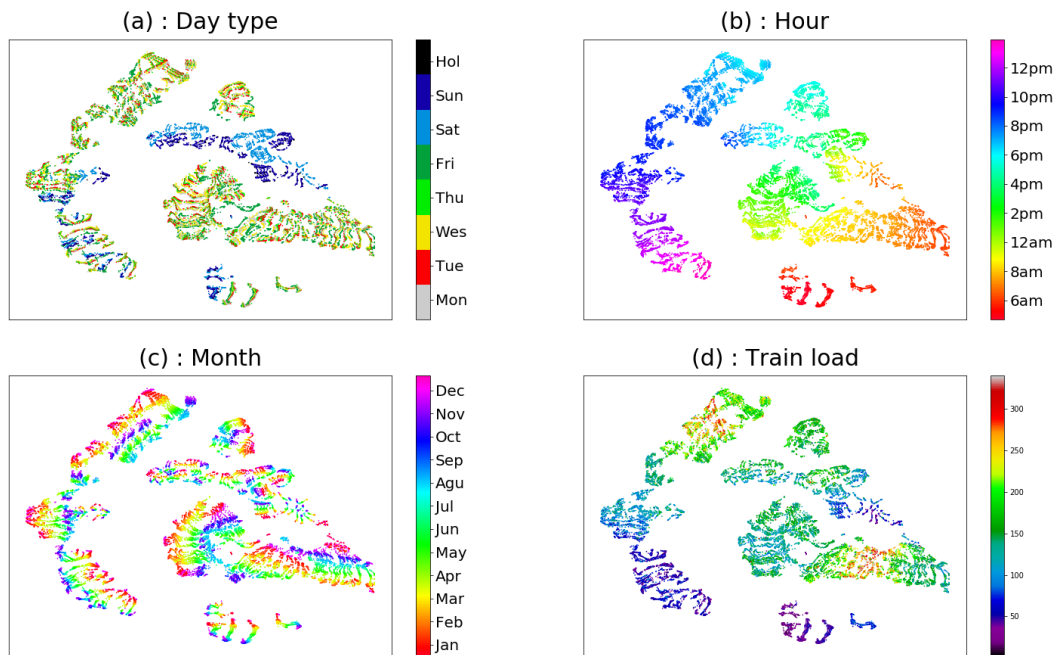 (a) : Day type
Hol
Sun
Sat
Fri
Thu
Wes
Tue
Mon
(b) : Hour
12pm
10pm
8pm
6pm
4pm
2pm
12am
8am
6am
(c) : Month
Dec
Nov
Oct
Sep
Agu
Jul
Jun
May
Apr
Mar
Feb
Jan
(d) : Train load
300
250
200
150
100
50